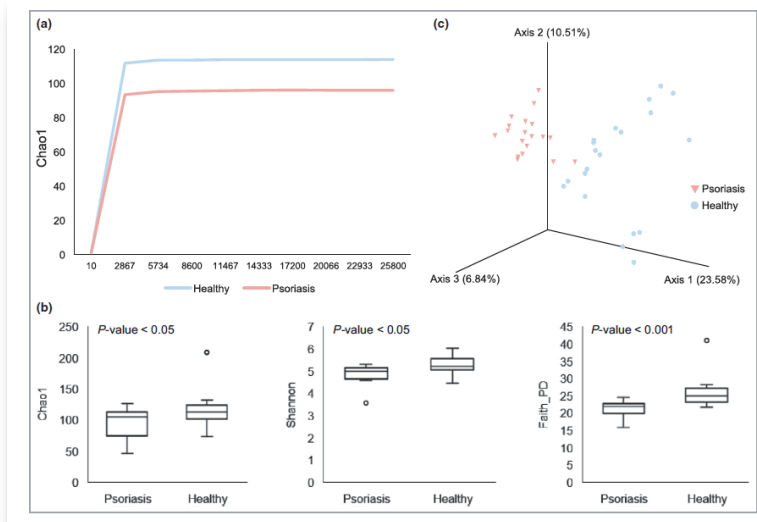 (a)
120
100
80
60
40
20
0
Chao1
10 2867 5734 8600 11467 14333 17200 20066 22933 25800
Healthy Psoriasis
(c)
Axis 2 (10.51%)
Psoriasis
Healthy
Axis 3 (6.84%)
Axis 1 (23.58%)
(b)
250
200
150
100
50
0
Chao1
P-value < 0.05
Psoriasis Healthy
7
6
5
4
3
2
1
0
Shannon
P-value < 0.05
Psoriasis Healthy
45
40
35
30
25
20
15
10
5
0
Faith_PD
P-value < 0.001
Psoriasis Healthy